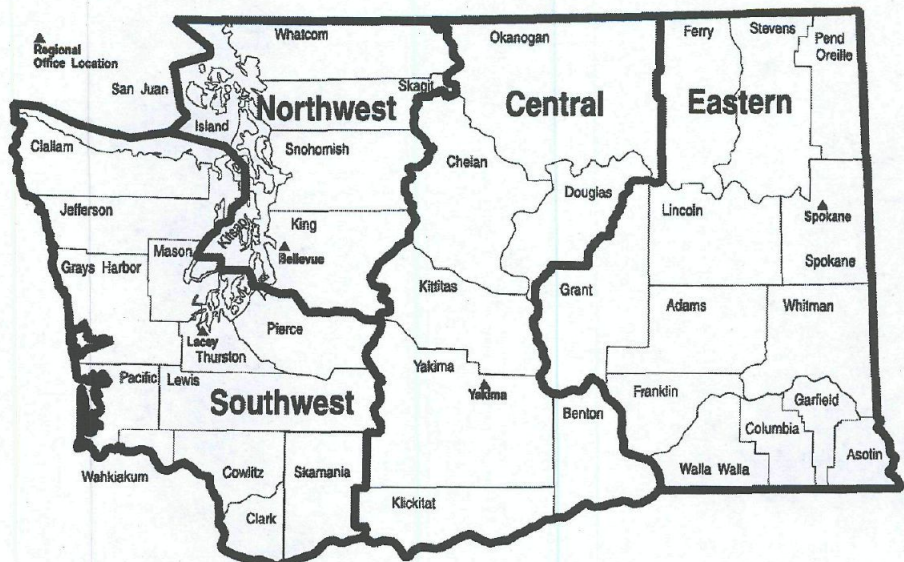 Whatcom
Okanogan
Ferry
Stevens
Pend
Oreille
Regional
Office Location
San Juan
Skagit
Northwest
Central
Eastern
Island
Clallam
Snohomish
Chelan
Douglas
Jefferson
Lincoln
Spokane
King
Kitsap
Mason
Bellevue
Spokane
Grays Harbor
Kittitas
Grant
Adams
Whitman
Pierce
Lacey
Thurston
Yakima
Pacific
Lewis
Yakima
Franklin
Garfield
Southwest
Benton
Columbia
Asotin
Wahkiakum
Cowlitz
Skamania
Walla Walla
Klickitat
Clark